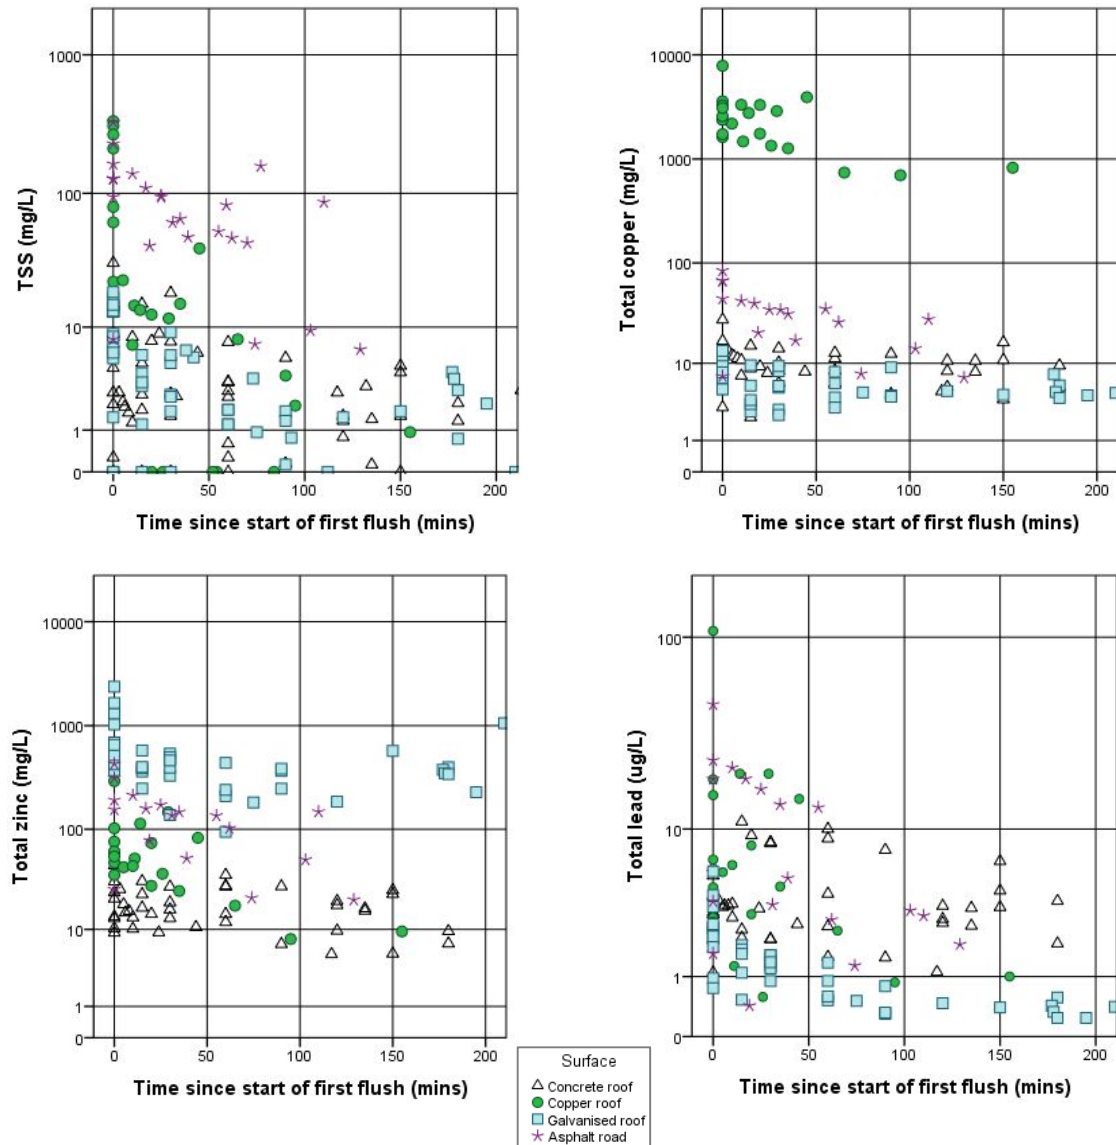 1000
100
10
1
0
TSS (mg/L)
0 50 100 150 200
Time since start of first flush (mins)
10000
1000
100
10
1
0
Total copper (mg/L)
0 50 100 150 200
Time since start of first flush (mins)
10000
1000
100
10
1
0
Total zinc (mg/L)
0 50 100 150 200
Time since start of first flush (mins)
100
10
1
0
Total lead (ug/L)
0 50 100 150 200
Time since start of first flush (mins)
Surface
Concrete roof
Copper roof
Galvanised roof
Asphalt road